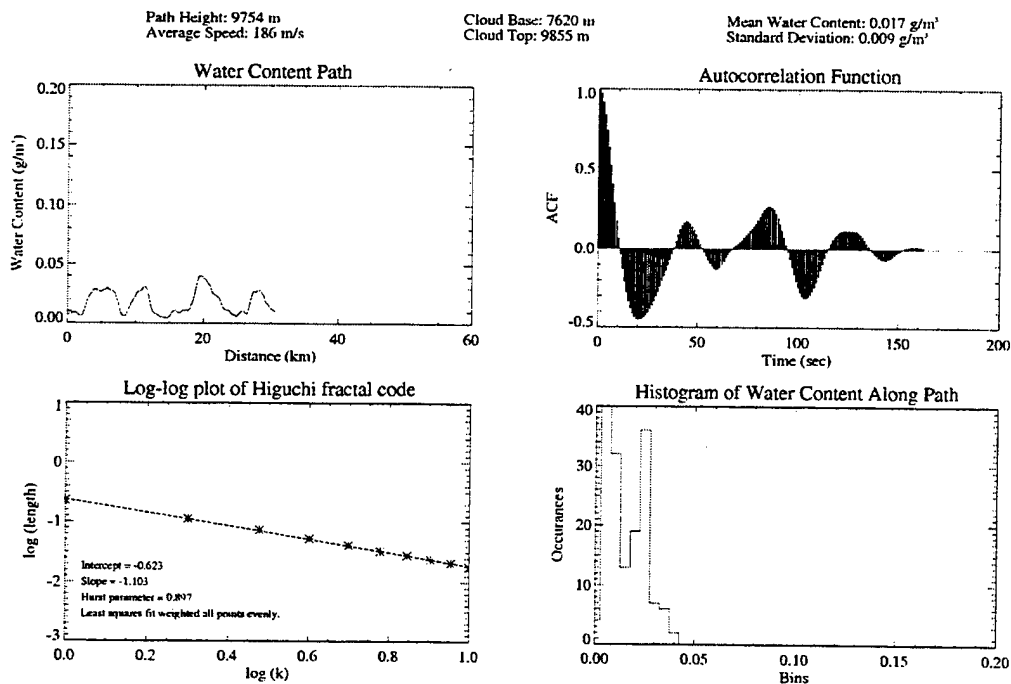 Path Height: 9754 m
Average Speed: 186 m/s
Cloud Base: 7620 m
Cloud Top: 9855 m
Mean Water Content: 0.017 g/m³
Standard Deviation: 0.009 g/m³
Water Content Path
0.20
0.15
0.10
0.05
0.00
Water Content (g/m³)
0
20
40
60
Distance (km)
Autocorrelation Function
1.0
0.5
0.0
-0.5
ACF
0
50
100
150
200
Time (sec)
Log-log plot of Higuchi fractal code
1
0
-1
-2
-3
log (length)
Intercept = -0.623
Slope = -1.103
Hurst parameter = 0.897
Least squares fit weighted all points evenly.
0.0
0.2
0.4
0.6
0.8
1.0
log (k)
Histogram of Water Content Along Path
40
30
20
10
0
Occurances
0.00
0.05
0.10
0.15
0.20
Bins